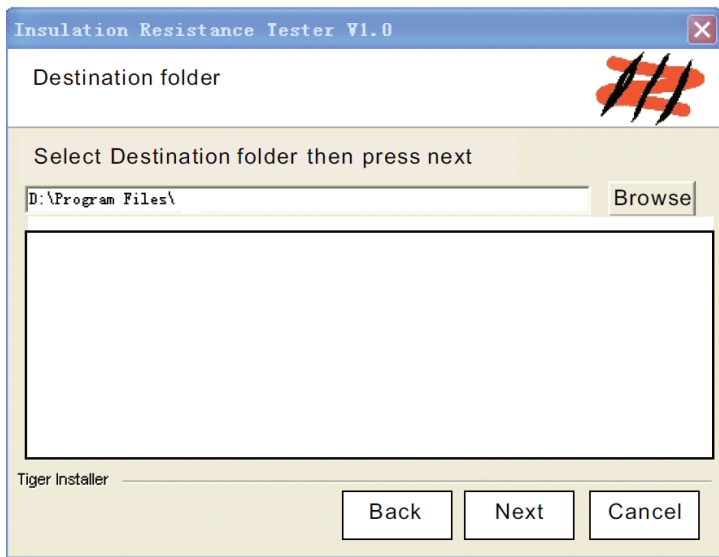 Insulation Resistance Tester V1.0
Destination folder
Select Destination folder then press next
D:\Program Files\
Browse
Tiger Installer
Back
Next
Cancel